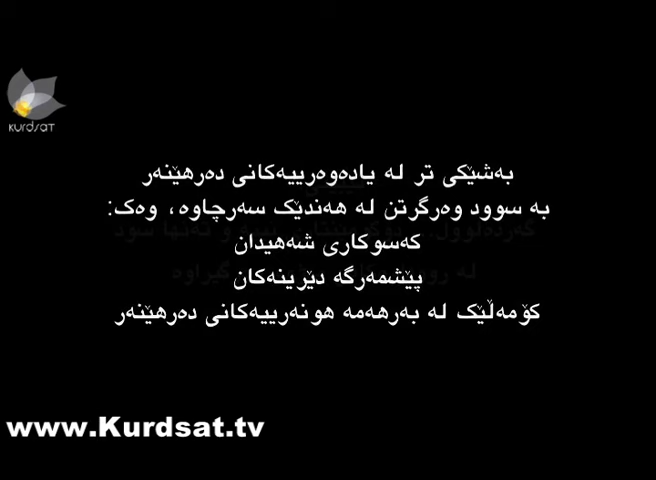 KURDSAT
بەشێکی تر لە یادەوەرییەکانی دەرهێنەر
بە سوود وەرگرتن لە هەندێک سەرچاوە، وەک:
کەسوکاری شەهیدان
پێشمەرگە دێرینەکان
کۆمەڵێک لە بەرهەمە هونەرییەکانی دەرهێنەر
www.Kurdsat.tv